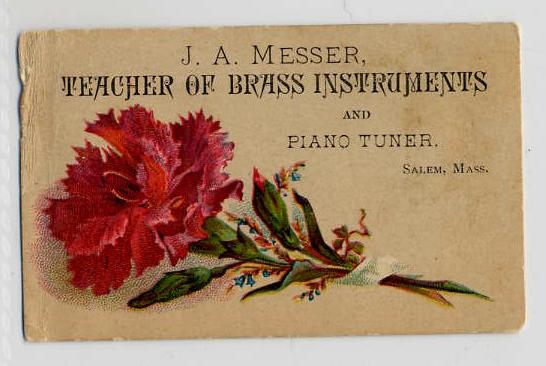 J. A. MESSER,
TEACHER OF BRASS INSTRUMENTS
AND
PIANO TUNER.
SALEM, MASS.